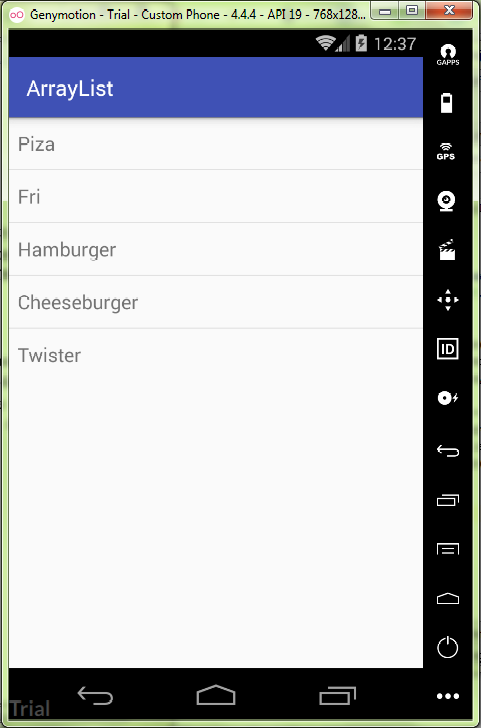 Genymotion - Trial - Custom Phone - 4.4.4 - API 19 - 768x128...
12:37
GAPPS
ArrayList
GPS
Piza
Fri
Hamburger
Cheeseburger
Twister
ID
Trial